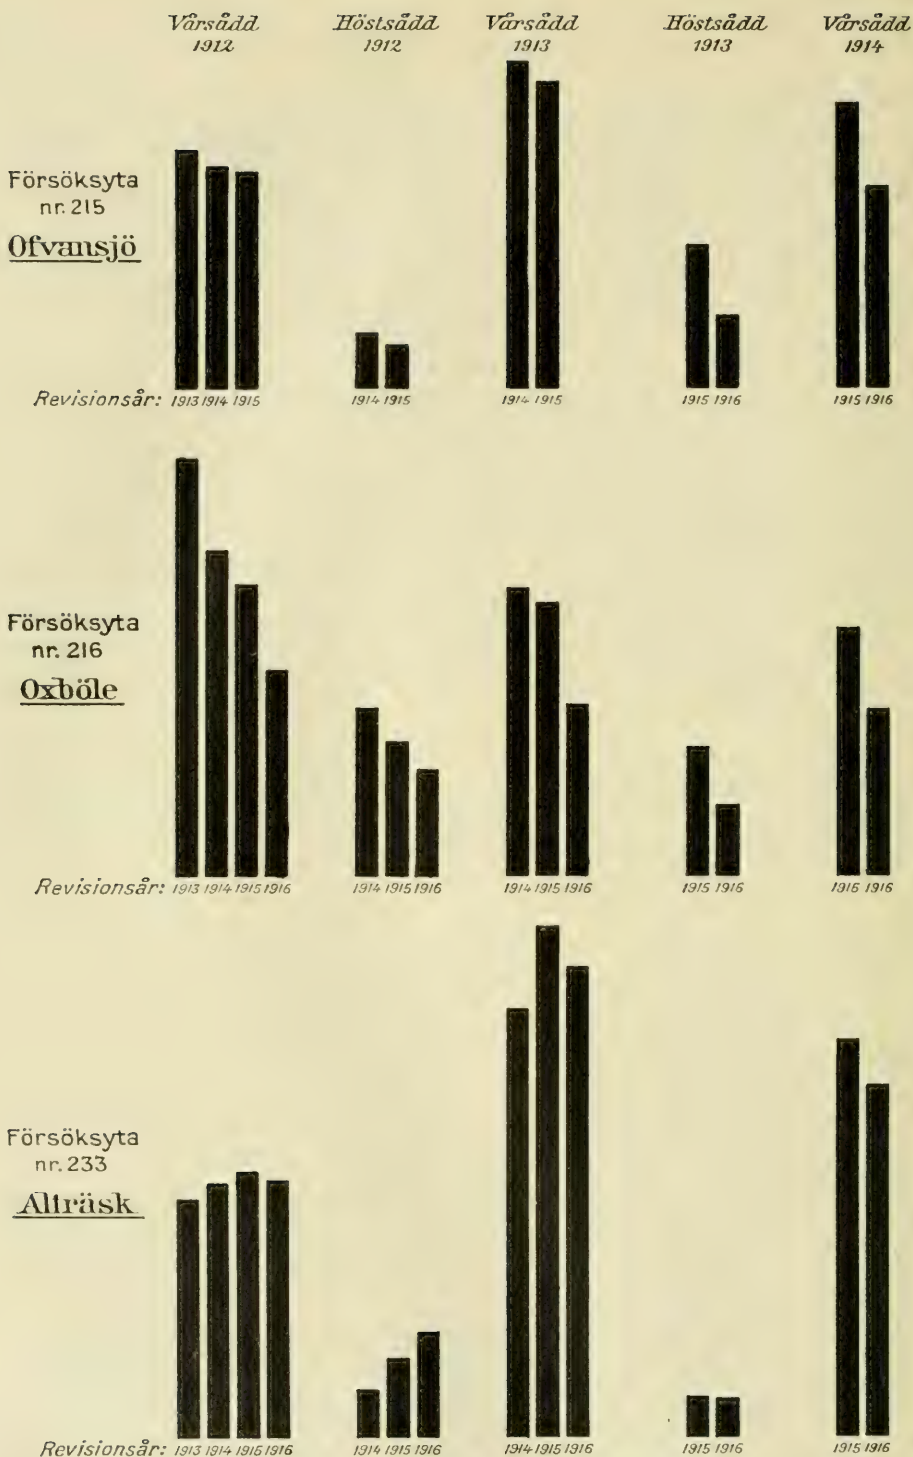 Vårsådd Höstsådd Vårsådd Höstsådd Vårsådd
1912 1912 1913 1913 1914
Försöksyta
nr. 215
Ofvansjö
Revisionsår: 1913 1914 1915 1914 1915 1914 1915 1915 1916 1915 1916
Försöksyta
nr. 216
Oxböle
Revisionsår: 1913 1914 1915 1916 1914 1915 1916 1914 1915 1916 1915 1916 1915 1916
Försöksyta
nr. 233
Alträsk
Revisionsår: 1913 1914 1915 1916 1914 1915 1916 1914 1915 1916 1915 1916 1915 1916